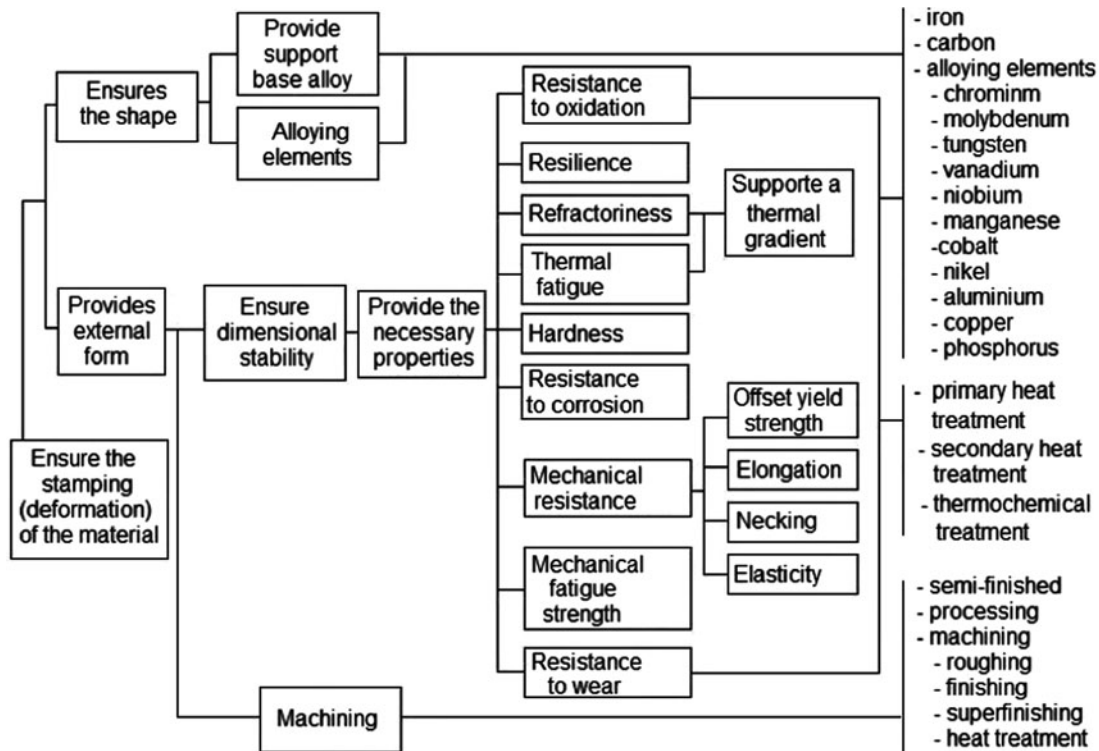 Provide
support
base alloy
Ensures
the shape
Alloying
elements
Provides
external
form
Ensure the
stamping
(deformation)
of the material
Ensure
dimensional
stability
Provide the
necessary
properties
Machining
Resistance
to oxidation
Resilience
Refractoriness
Thermal
fatigue
Hardness
Resistance
to corrosion
Mechanical
resistance
Mechanical
fatigue
strength
Resistance
to wear
Supporte a
thermal
gradient
Offset yield
strength
Elongation
Necking
Elasticity
- iron
- carbon
- alloying elements
- chrominm
- molybdenum
- tungsten
- vanadium
- niobium
- manganese
-cobalt
- nikel
- aluminium
- copper
- phosphorus
- primary heat
treatment
- secondary heat
treatment
- thermochemical
treatment
- semi-finished
- processing
- machining
- roughing
- finishing
- superfinishing
- heat treatment